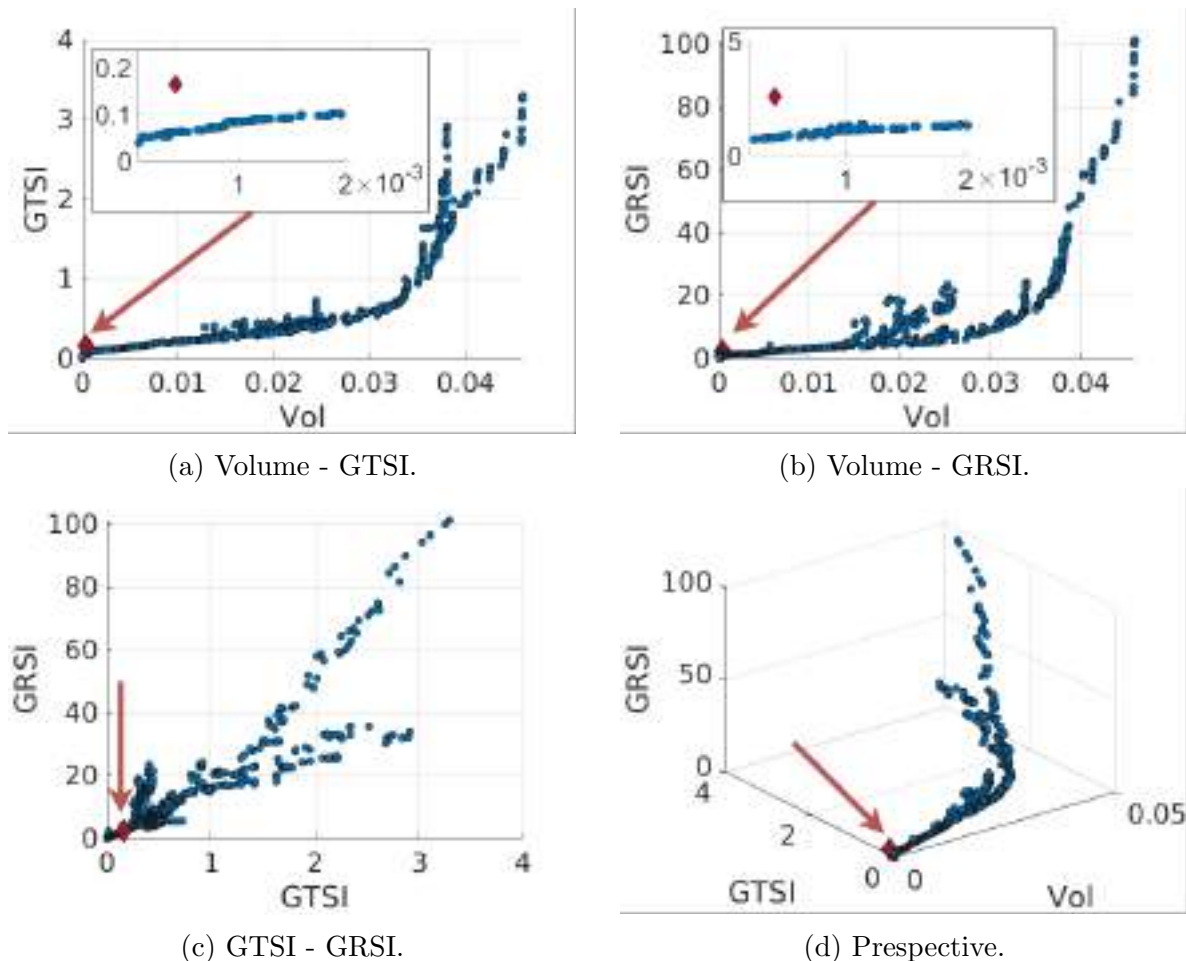 4
3
2
1
0
GTSI
0.2
0.1
0
1
2×10⁻³
0 0.01 0.02 0.03 0.04
Vol
100
80
60
40
20
0
GRSI
5
0
1
2×10⁻³
0 0.01 0.02 0.03 0.04
Vol
(a) Volume - GTSI.
(b) Volume - GRSI.
100
80
60
40
20
0
GRSI
0 1 2 3 4
GTSI
100
50
0
GRSI
4
2
0
GTSI
0
0.05
Vol
(c) GTSI - GRSI.
(d) Prespective.